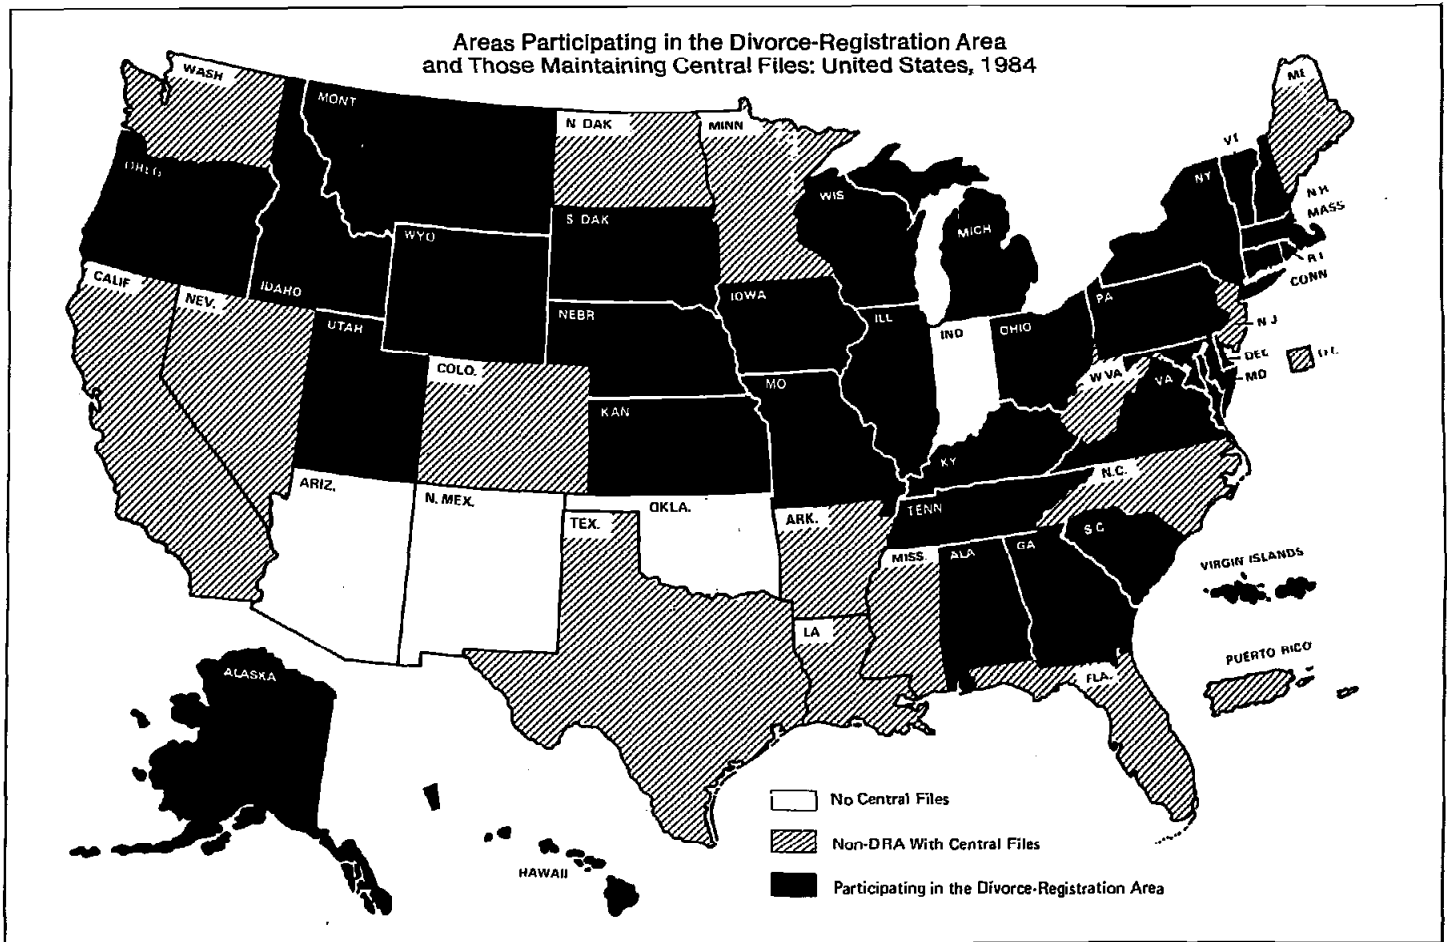 Areas Participating in the Divorce-Registration Area
and Those Maintaining Central Files: United States, 1984
WASH
MONT
N DAK
MINN
ME
OREG
VT
NY
N H
MASS
WIS
MICH
S DAK
WYO
R I
CONN
CALIF
NEV.
IDAHO
IOWA
PA
NEBR
ILL
IND
OHIO
N J
UTAH
COLO.
DEL
MD
W VA
VA
MO
KAN
KY
N.C.
ARIZ.
N. MEX.
OKLA.
TEX.
ARK.
TENN
S C
MISS.
ALA
GA
VIRGIN ISLANDS
LA
PUERTO RICO
FLA.
ALASKA
HAWAII
No Central Files
Non-DRA With Central Files
Participating in the Divorce-Registration Area